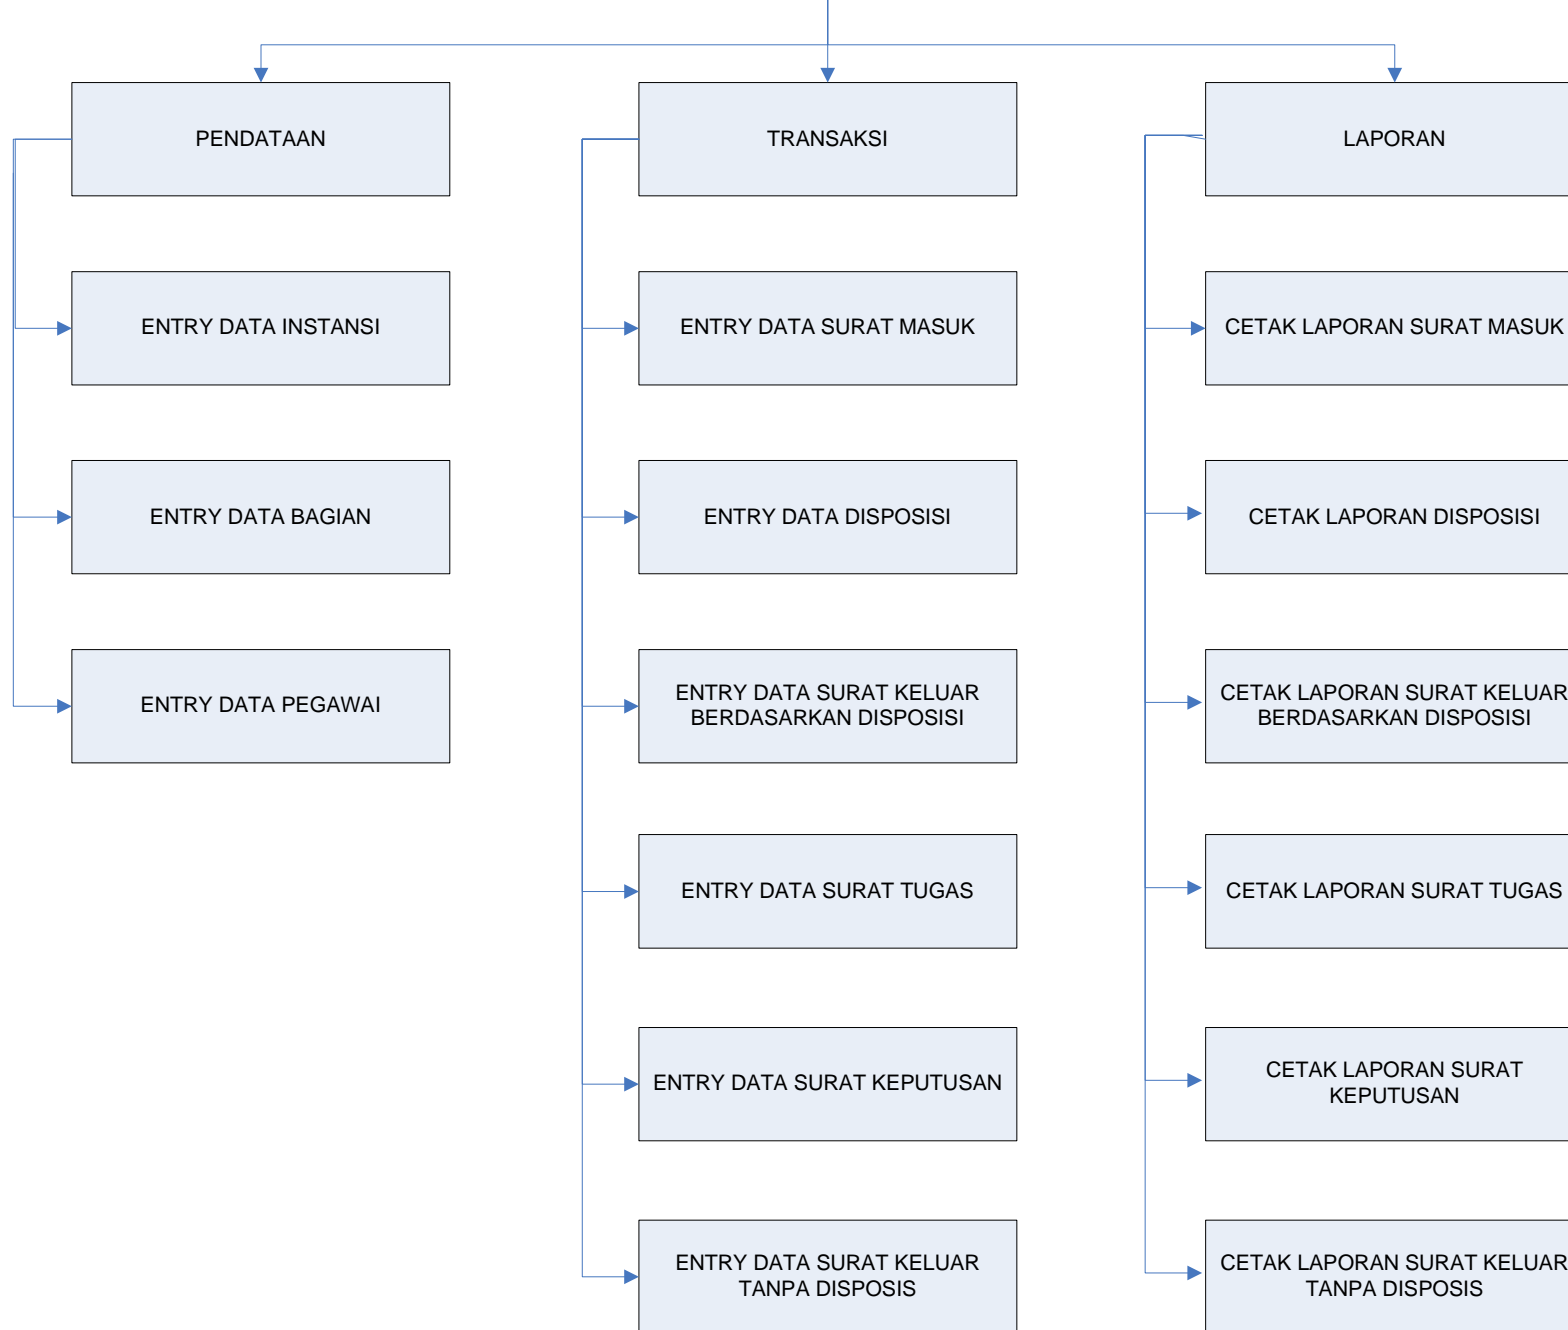 PENDATAAN
TRANSAKSI
LAPORAN
ENTRY DATA INSTANSI
ENTRY DATA SURAT MASUK
CETAK LAPORAN SURAT MASUK
ENTRY DATA BAGIAN
ENTRY DATA DISPOSISI
CETAK LAPORAN DISPOSISI
ENTRY DATA PEGAWAI
ENTRY DATA SURAT KELUAR
BERDASARKAN DISPOSISI
CETAK LAPORAN SURAT KELUAR
BERDASARKAN DISPOSISI
ENTRY DATA SURAT TUGAS
CETAK LAPORAN SURAT TUGAS
ENTRY DATA SURAT KEPUTUSAN
CETAK LAPORAN SURAT
KEPUTUSAN
ENTRY DATA SURAT KELUAR
TANPA DISPOSIS
CETAK LAPORAN SURAT KELUAR
TANPA DISPOSIS